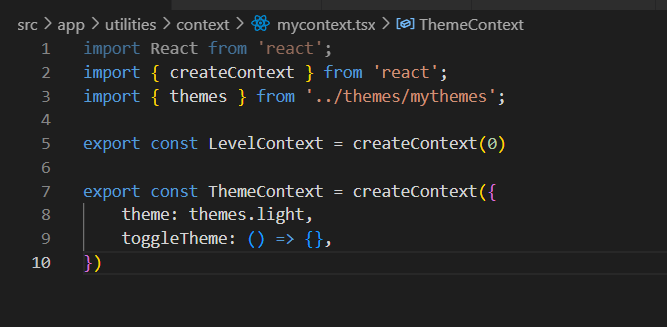 src > app > utilities > context > mycontext.tsx > ThemeContext
1 import React from 'react';
2 import { createContext } from 'react';
3 import { themes } from '../themes/mythemes';
4
5 export const LevelContext = createContext(0)
6
7 export const ThemeContext = createContext({
8     theme: themes.light,
9     toggleTheme: () => {},
10 })